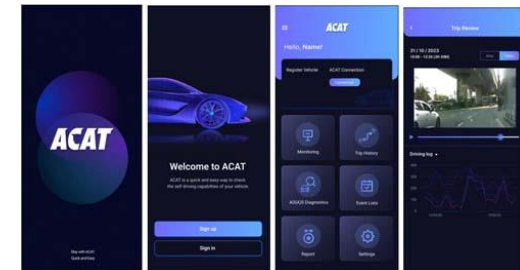 ACAT
Stay with ACAT
Quick and Easy
Welcome to ACAT
ACAT is a quick and easy way to check
the self-driving capabilities of your vehicle.
Sign up
Sign in
ACAT
Hello, Name!
Register Vehicle
ACAT Connection
Monitoring
Trip History
ADS/LS Diagnostics
Event Lists
Report
Settings
Trip Review
21/10/2023
Driving log